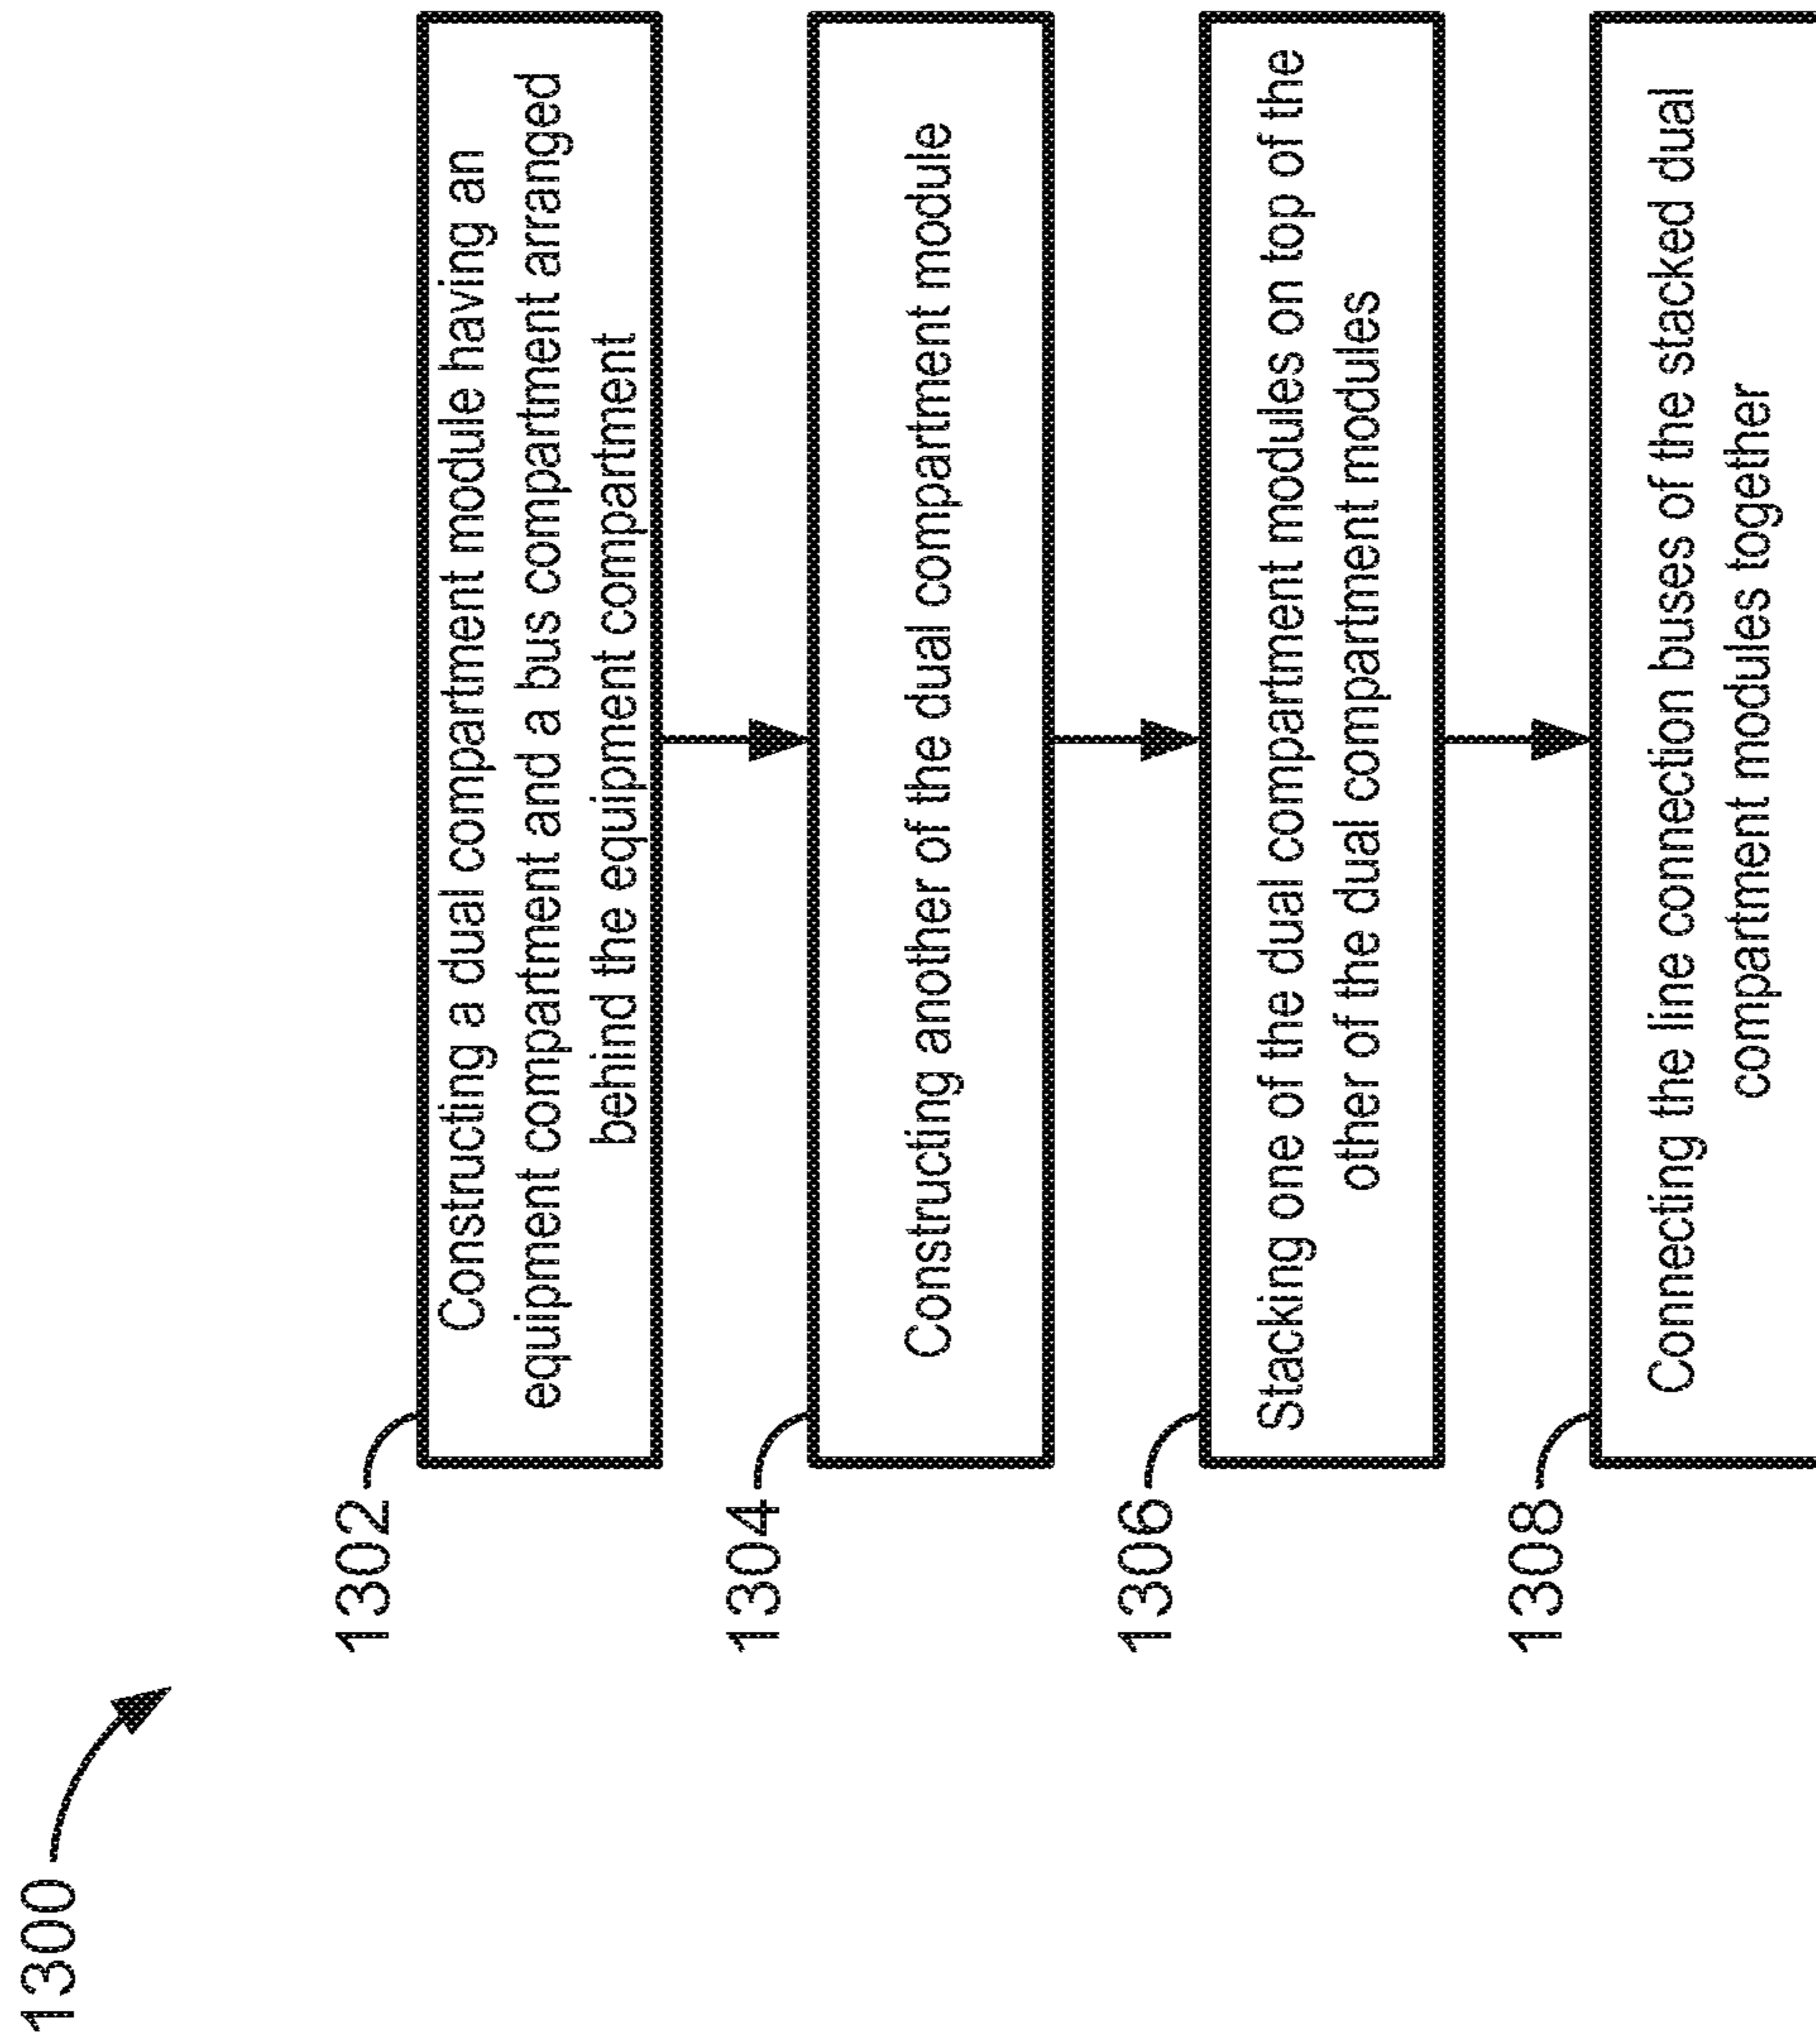 1300
1302
Constructing a dual compartment module having an
equipment compartment and a bus compartment arranged
behind the equipment compartment
1304
Constructing another of the dual compartment module
1306
Stacking one of the dual compartment modules on top of the
other of the dual compartment modules
1308
Connecting the line connection buses of the stacked dual
compartment modules together